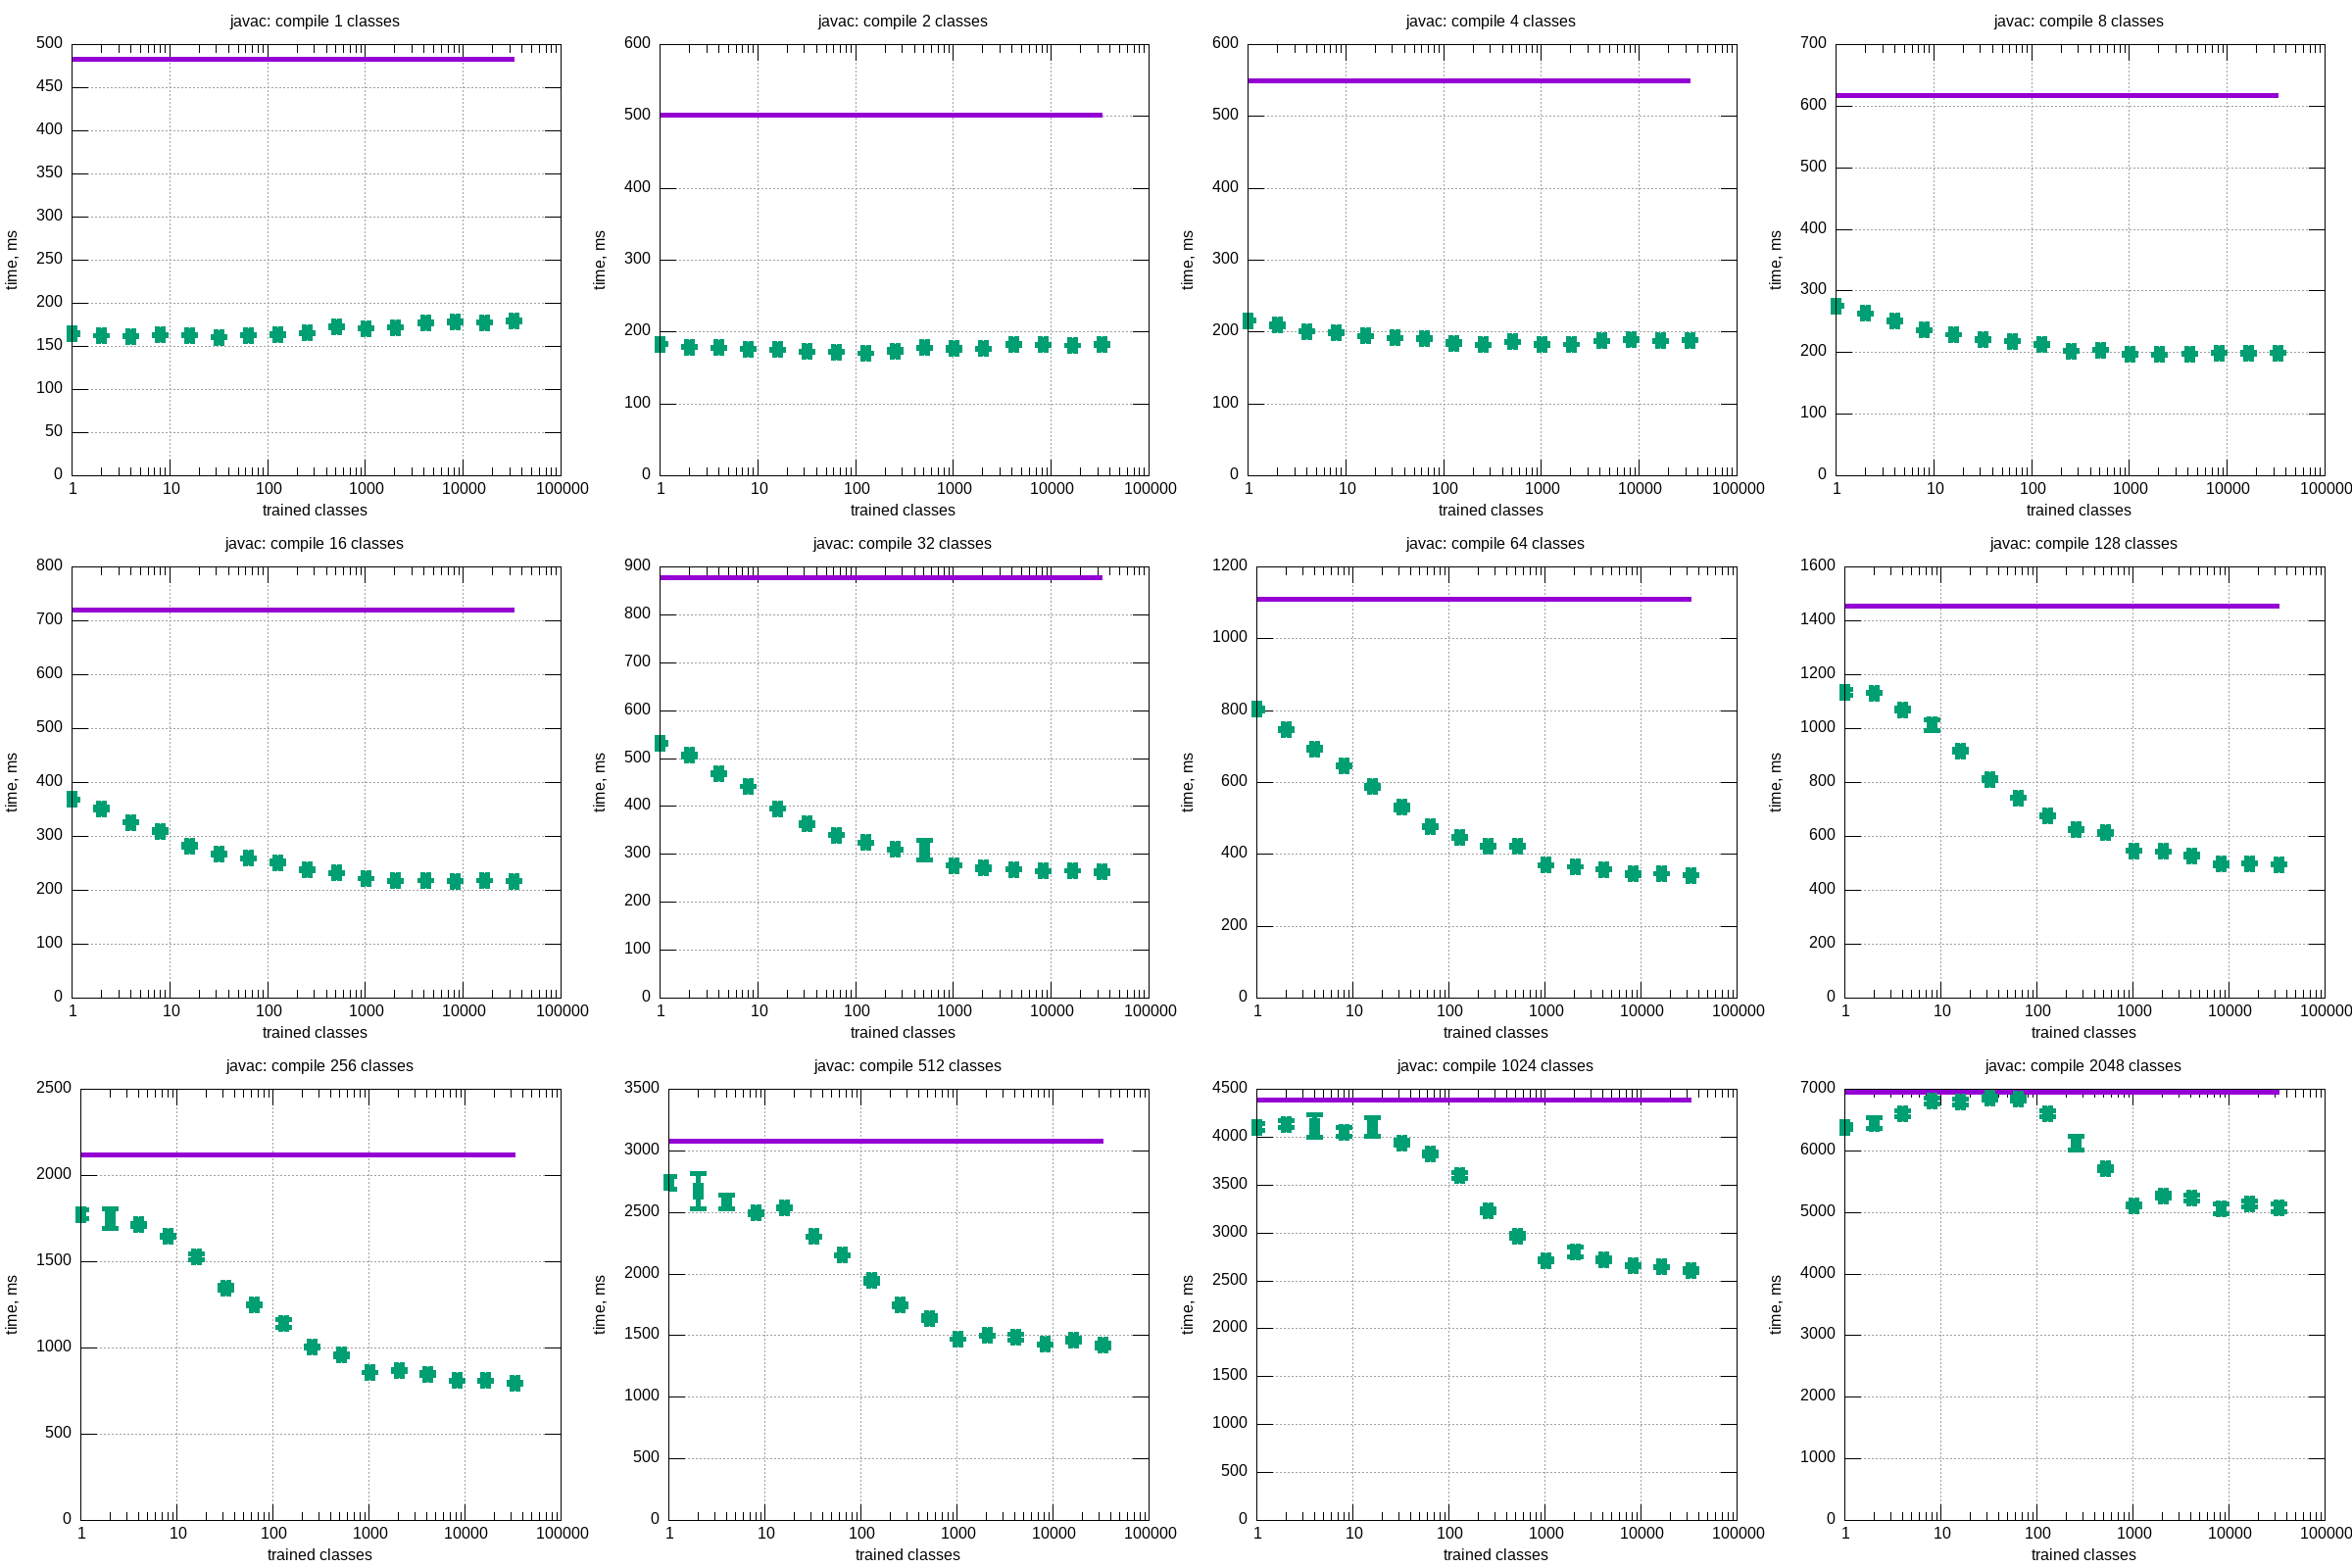 javac: compile 1 classes
500
450
400
350
300
250
200
150
100
50
0
1 10 100 1000 10000 100000
time, ms
trained classes
javac: compile 2 classes
600
500
400
300
200
100
0
1 10 100 1000 10000 100000
time, ms
trained classes
javac: compile 4 classes
600
500
400
300
200
100
0
1 10 100 1000 10000 100000
time, ms
trained classes
javac: compile 8 classes
700
600
500
400
300
200
100
0
1 10 100 1000 10000 100000
time, ms
trained classes
javac: compile 16 classes
800
700
600
500
400
300
200
100
0
1 10 100 1000 10000 100000
time, ms
trained classes
javac: compile 32 classes
900
800
700
600
500
400
300
200
100
0
1 10 100 1000 10000 100000
time, ms
trained classes
javac: compile 64 classes
1200
1000
800
600
400
200
0
1 10 100 1000 10000 100000
time, ms
trained classes
javac: compile 128 classes
1600
1400
1200
1000
800
600
400
200
0
1 10 100 1000 10000 100000
time, ms
trained classes
javac: compile 256 classes
2500
2000
1500
1000
500
0
1 10 100 1000 10000 100000
time, ms
trained classes
javac: compile 512 classes
3500
3000
2500
2000
1500
1000
500
0
1 10 100 1000 10000 100000
time, ms
trained classes
javac: compile 1024 classes
4500
4000
3500
3000
2500
2000
1500
1000
500
0
1 10 100 1000 10000 100000
time, ms
trained classes
javac: compile 2048 classes
7000
6000
5000
4000
3000
2000
1000
0
1 10 100 1000 10000 100000
time, ms
trained classes